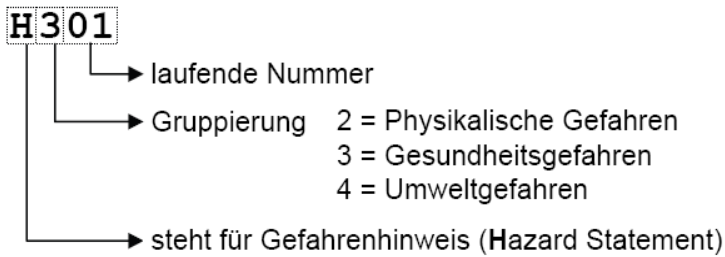 H301
laufende Nummer
Gruppierung 2 = Physikalische Gefahren
3 = Gesundheitsgefahren
4 = Umweltgefahren
steht für Gefahrenhinweis (Hazard Statement)